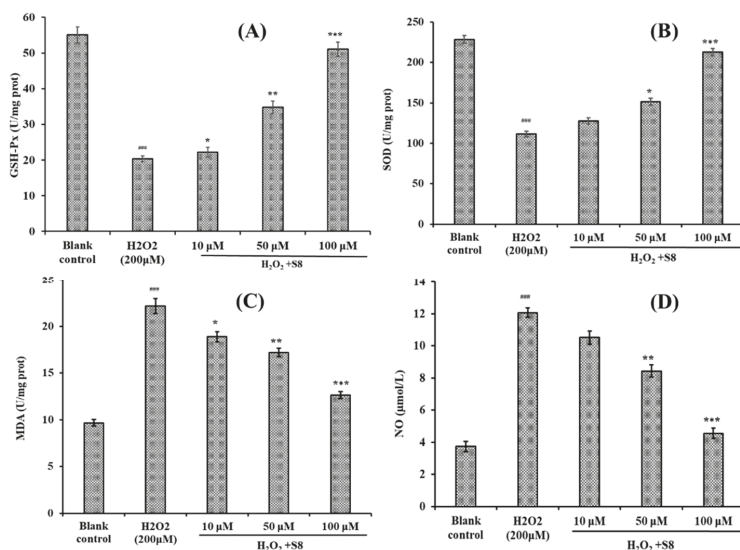 (A)
GSH-Px (U/mg prot)
60
50
40
30
20
10
0
###
*
**
***
Blank control
H2O2 (200μM)
10 μM
50 μM
100 μM
H₂O₂ +S8
(B)
SOD (U/mg prot)
250
200
150
100
50
0
###
*
***
Blank control
H2O2 (200μM)
10 μM
50 μM
100 μM
H₂O₂ +S8
(C)
MDA (U/mg prot)
25
20
15
10
5
0
###
*
**
***
Blank control
H2O2 (200μM)
10 μM
50 μM
100 μM
H₂O₂ +S8
(D)
NO (μmol/L)
14
12
10
8
6
4
2
0
###
**
***
Blank control
H2O2 (200μM)
10 μM
50 μM
100 μM
H₂O₂ +S8